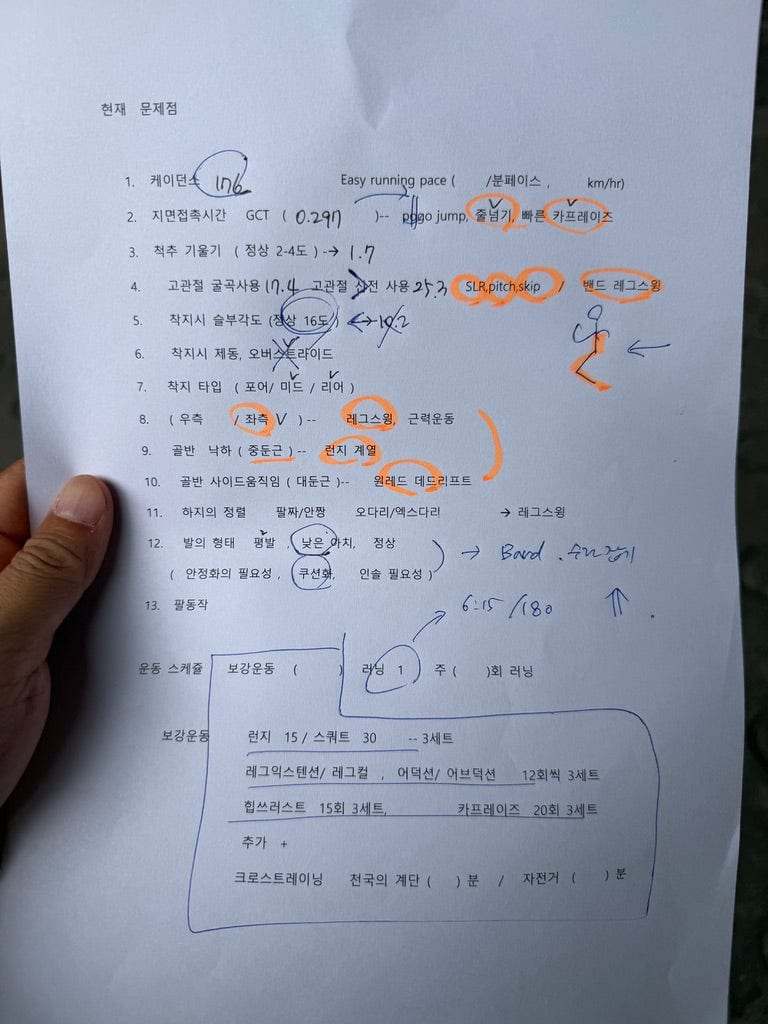 현재 문제점
1. 케이던스 176 Easy running pace ( /분페이스 , km/hr)
2. 지면접촉시간 GCT ( 0.297 )-- pogo jump, 줄넘기, 빠른 카프레이즈
3. 척추 기울기 ( 정상 2-4도 ) -→ 1.7
4. 고관절 굴곡사용 17.4 고관절 신전 사용 25.3 SLR,pitch,skip / 밴드 레그스윙
5. 착지시 슬부각도 (정상 16도 ) ↔ 10.2
6. 착지시 제동, 오버스트라이드
7. 착지 타입 ( 포어/ 미드 / 리어 )
8. ( 우측 / 좌측 V ) -- 레그스윙, 근력운동
9. 골반 낙하 ( 중둔근 ) -- 런지 계열
10. 골반 사이드움직임 ( 대둔근 )-- 원레드 데드리프트
11. 하지의 정렬 팔짜/안짱 오다리/엑스다리 → 레그스윙
12. 발의 형태 평발 , 낮은 아치, 정상
( 안정화의 필요성 , 쿠션화, 인솔 필요성 ) → Band .
13. 팔동작 6:15 /180
운동 스케쥴 보강운동 ( ) 러닝 1 주 ( )회 러닝
보강운동 런지 15 / 스쿼트 30 -- 3세트
레그익스텐션/ 레그컬 , 어덕션/ 어브덕션 12회씩 3세트
힙쓰러스트 15회 3세트, 카프레이즈 20회 3세트
추가 +
크로스트레이닝 천국의 계단 ( ) 분 / 자전거 ( ) 분